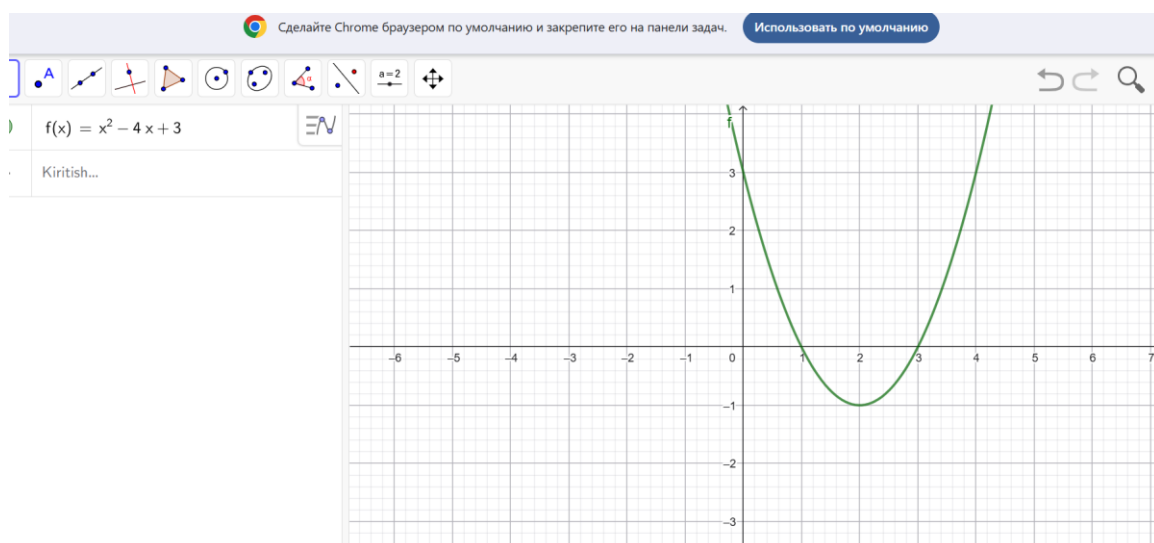 Сделайте Chrome браузером по умолчанию и закрепите его на панели задач. Использовать по умолчанию
A
α
a=2
f(x) = x² – 4 x + 3
Kiritish...
f
3
2
1
–6 –5 –4 –3 –2 –1 0 1 2 3 4 5 6 7
–1
–2
–3